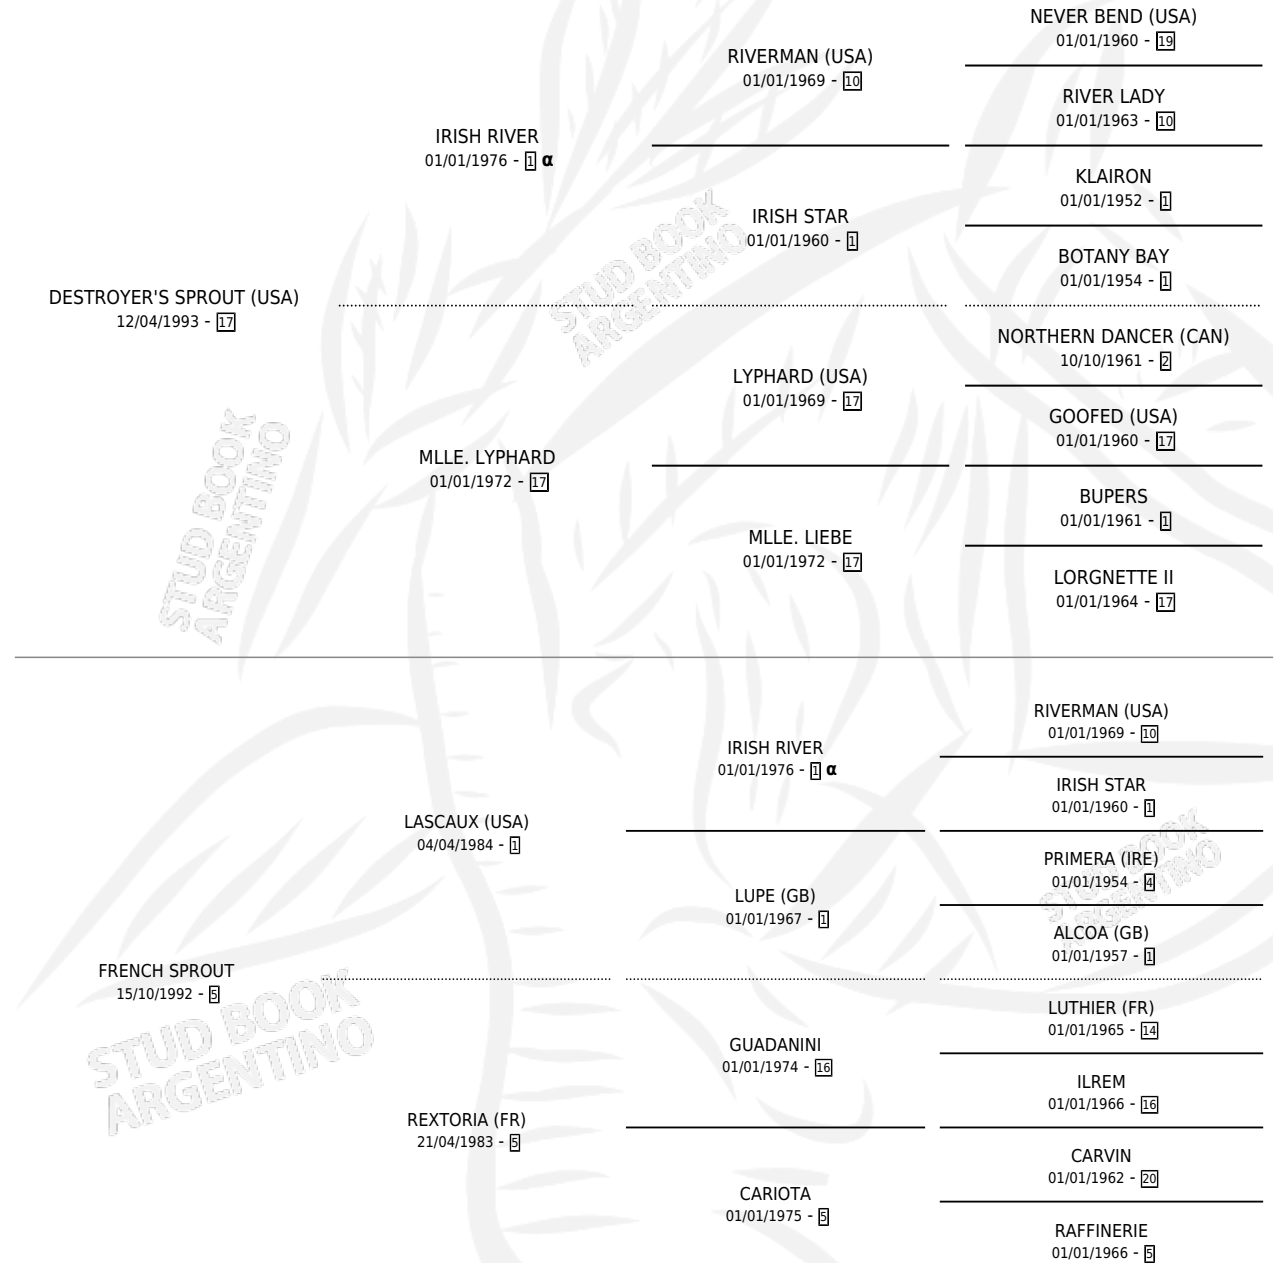 NEVER BEND (USA)
01/01/1960 - 19
RIVERMAN (USA)
01/01/1969 - 10
RIVER LADY
01/01/1963 - 10
IRISH RIVER
01/01/1976 - 1 α
KLAIRON
01/01/1952 - 1
IRISH STAR
01/01/1960 - 1
BOTANY BAY
01/01/1954 - 1
DESTROYER'S SPROUT (USA)
12/04/1993 - 17
NORTHERN DANCER (CAN)
10/10/1961 - 2
LYPHARD (USA)
01/01/1969 - 17
GOOFED (USA)
01/01/1960 - 17
MLLE. LYPHARD
01/01/1972 - 17
BUPERS
01/01/1961 - 1
MLLE. LIEBE
01/01/1972 - 17
LORGNETTE II
01/01/1964 - 17
RIVERMAN (USA)
01/01/1969 - 10
IRISH RIVER
01/01/1976 - 1 α
IRISH STAR
01/01/1960 - 1
LASCAUX (USA)
04/04/1984 - 1
PRIMERA (IRE)
01/01/1954 - 4
LUPE (GB)
01/01/1967 - 1
ALCOA (GB)
01/01/1957 - 1
FRENCH SPROUT
15/10/1992 - 5
LUTHIER (FR)
01/01/1965 - 14
GUADANINI
01/01/1974 - 16
ILREM
01/01/1966 - 16
REXTORIA (FR)
21/04/1983 - 5
CARVIN
01/01/1962 - 20
CARIOTA
01/01/1975 - 5
RAFFINERIE
01/01/1966 - 5
STUD BOOK
ARGENTINO
STUD BOOK
ARGENTINO
STUD BOOK
ARGENTINO
STUD BOOK
ARGENTINO